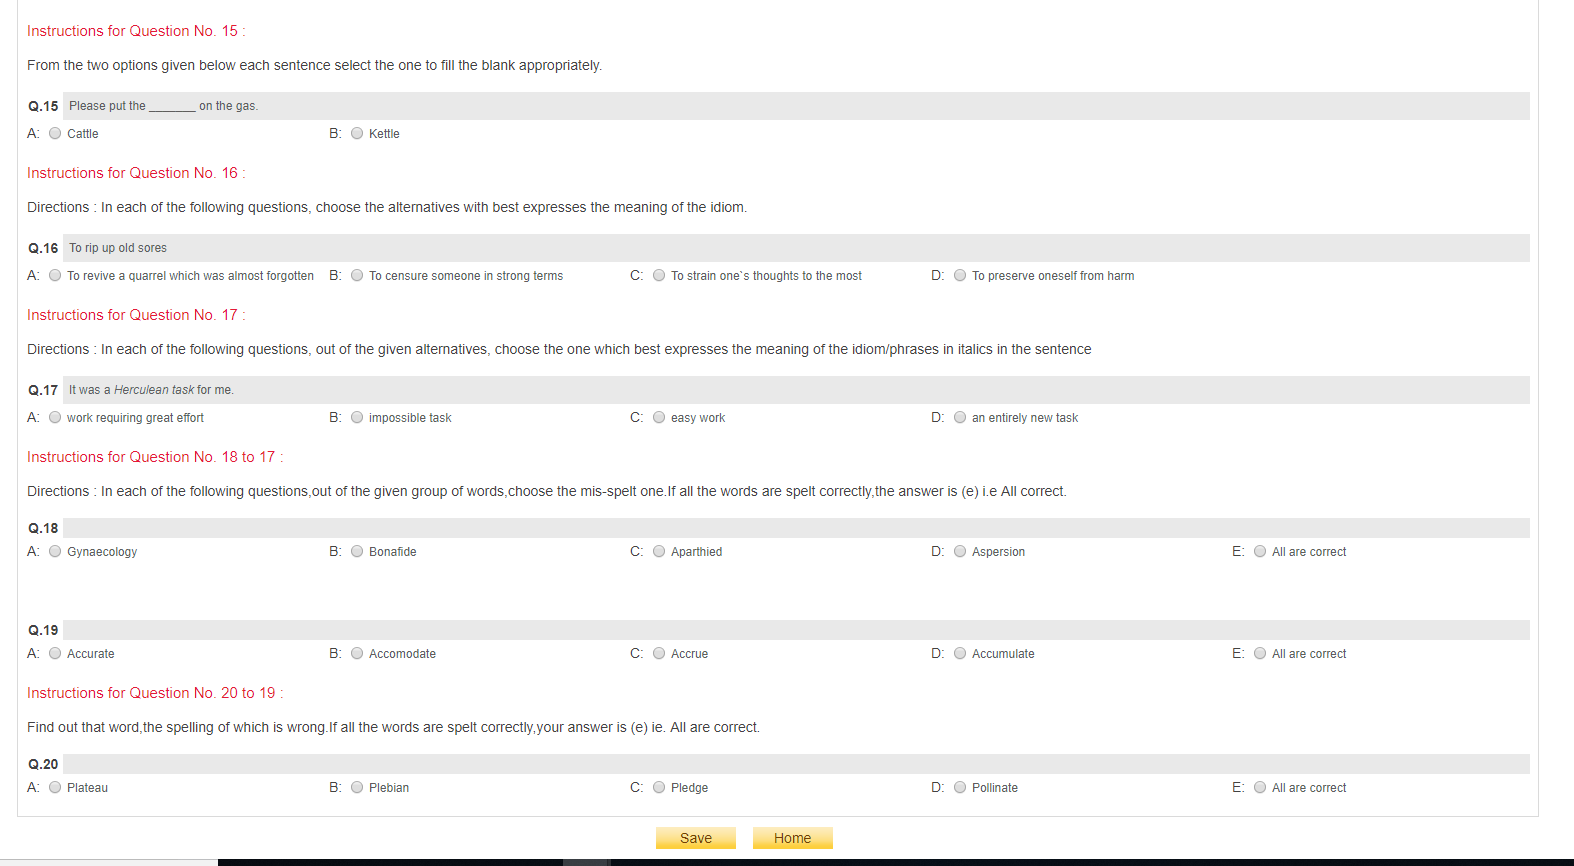 Instructions for Question No. 15 :
From the two options given below each sentence select the one to fill the blank appropriately.
Q.15 Please put the _______ on the gas.
A: Cattle B: Kettle
Instructions for Question No. 16 :
Directions : In each of the following questions, choose the alternatives with best expresses the meaning of the idiom.
Q.16 To rip up old sores
A: To revive a quarrel which was almost forgotten B: To censure someone in strong terms C: To strain one`s thoughts to the most D: To preserve oneself from harm
Instructions for Question No. 17 :
Directions : In each of the following questions, out of the given alternatives, choose the one which best expresses the meaning of the idiom/phrases in italics in the sentence
Q.17 It was a Herculean task for me.
A: work requiring great effort B: impossible task C: easy work D: an entirely new task
Instructions for Question No. 18 to 17 :
Directions : In each of the following questions,out of the given group of words,choose the mis-spelt one.If all the words are spelt correctly,the answer is (e) i.e All correct.
Q.18
A: Gynaecology B: Bonafide C: Aparthied D: Aspersion E: All are correct
Q.19
A: Accurate B: Accomodate C: Accrue D: Accumulate E: All are correct
Instructions for Question No. 20 to 19 :
Find out that word,the spelling of which is wrong.If all the words are spelt correctly,your answer is (e) ie. All are correct.
Q.20
A: Plateau B: Plebian C: Pledge D: Pollinate E: All are correct
Save Home